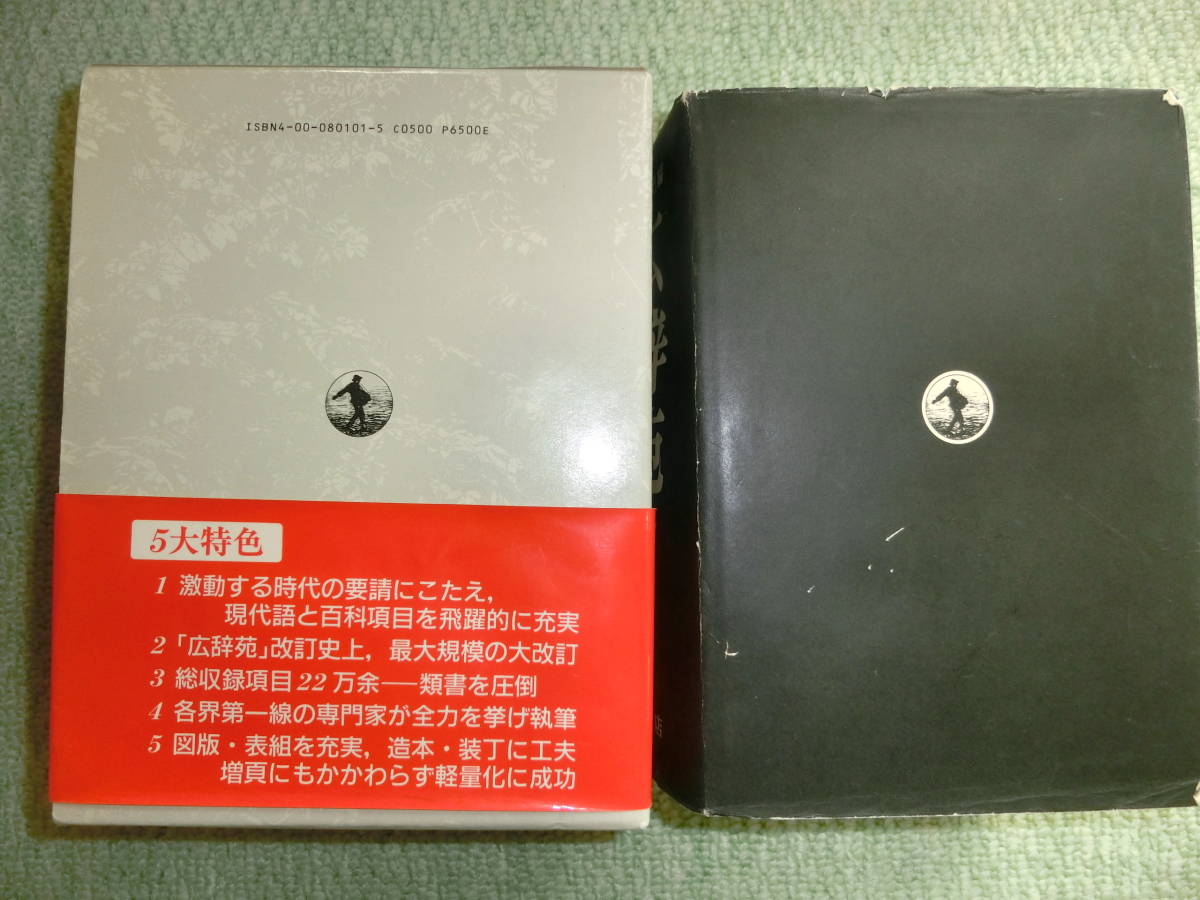 ISBN4-00-080101-5 C0500 P6500E
5大特色
1 激動する時代の要請にこたえ,
現代語と百科項目を飛躍的に充実
2 「広辞苑」改訂史上, 最大規模の大改訂
3 総収録項目22万余——類書を圧倒
4 各界第一線の専門家が全力を挙げ執筆
5 図版・表組を充実, 造本・装丁に工夫
増頁にもかかわらず軽量化に成功
辞苑
店